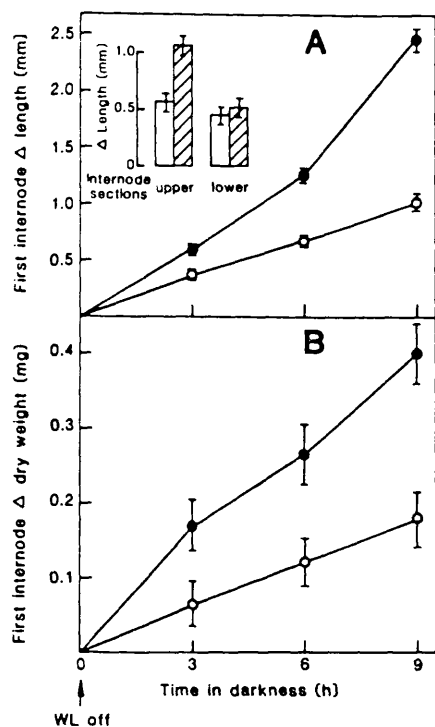 A
2.5
2.0
1.5
1.0
0.5
First internode Δ length (mm)
1.0
0.5
0
Δ Length (mm)
Internode sections
upper
lower
B
0.4
0.3
0.2
0.1
First internode Δ dry weight (mg)
0
3
6
9
Time in darkness (h)
WL off